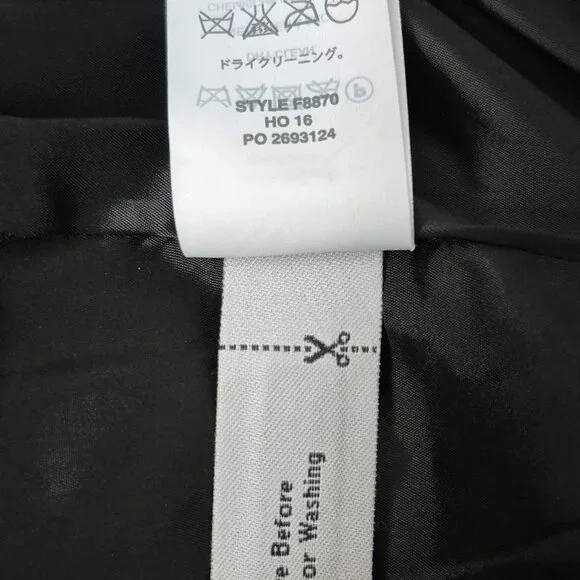 ドライクリーニング。
STYLE F8870
HO 16
PO 2693124
e Before
or Washing